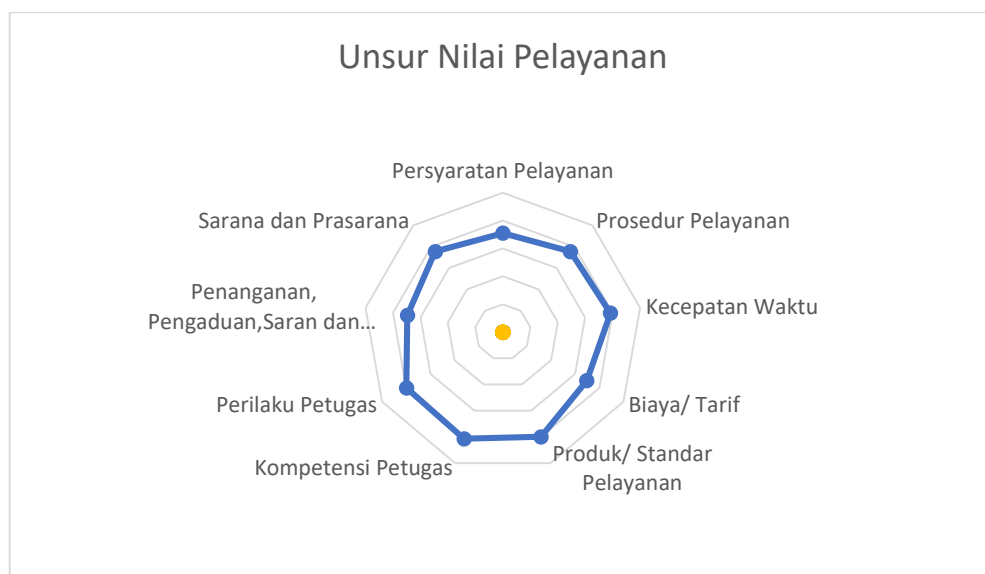 Unsur Nilai Pelayanan
Persyaratan Pelayanan
Prosedur Pelayanan
Kecepatan Waktu
Biaya/ Tarif
Produk/ Standar
Pelayanan
Kompetensi Petugas
Perilaku Petugas
Penanganan,
Pengaduan,Saran dan...
Sarana dan Prasarana